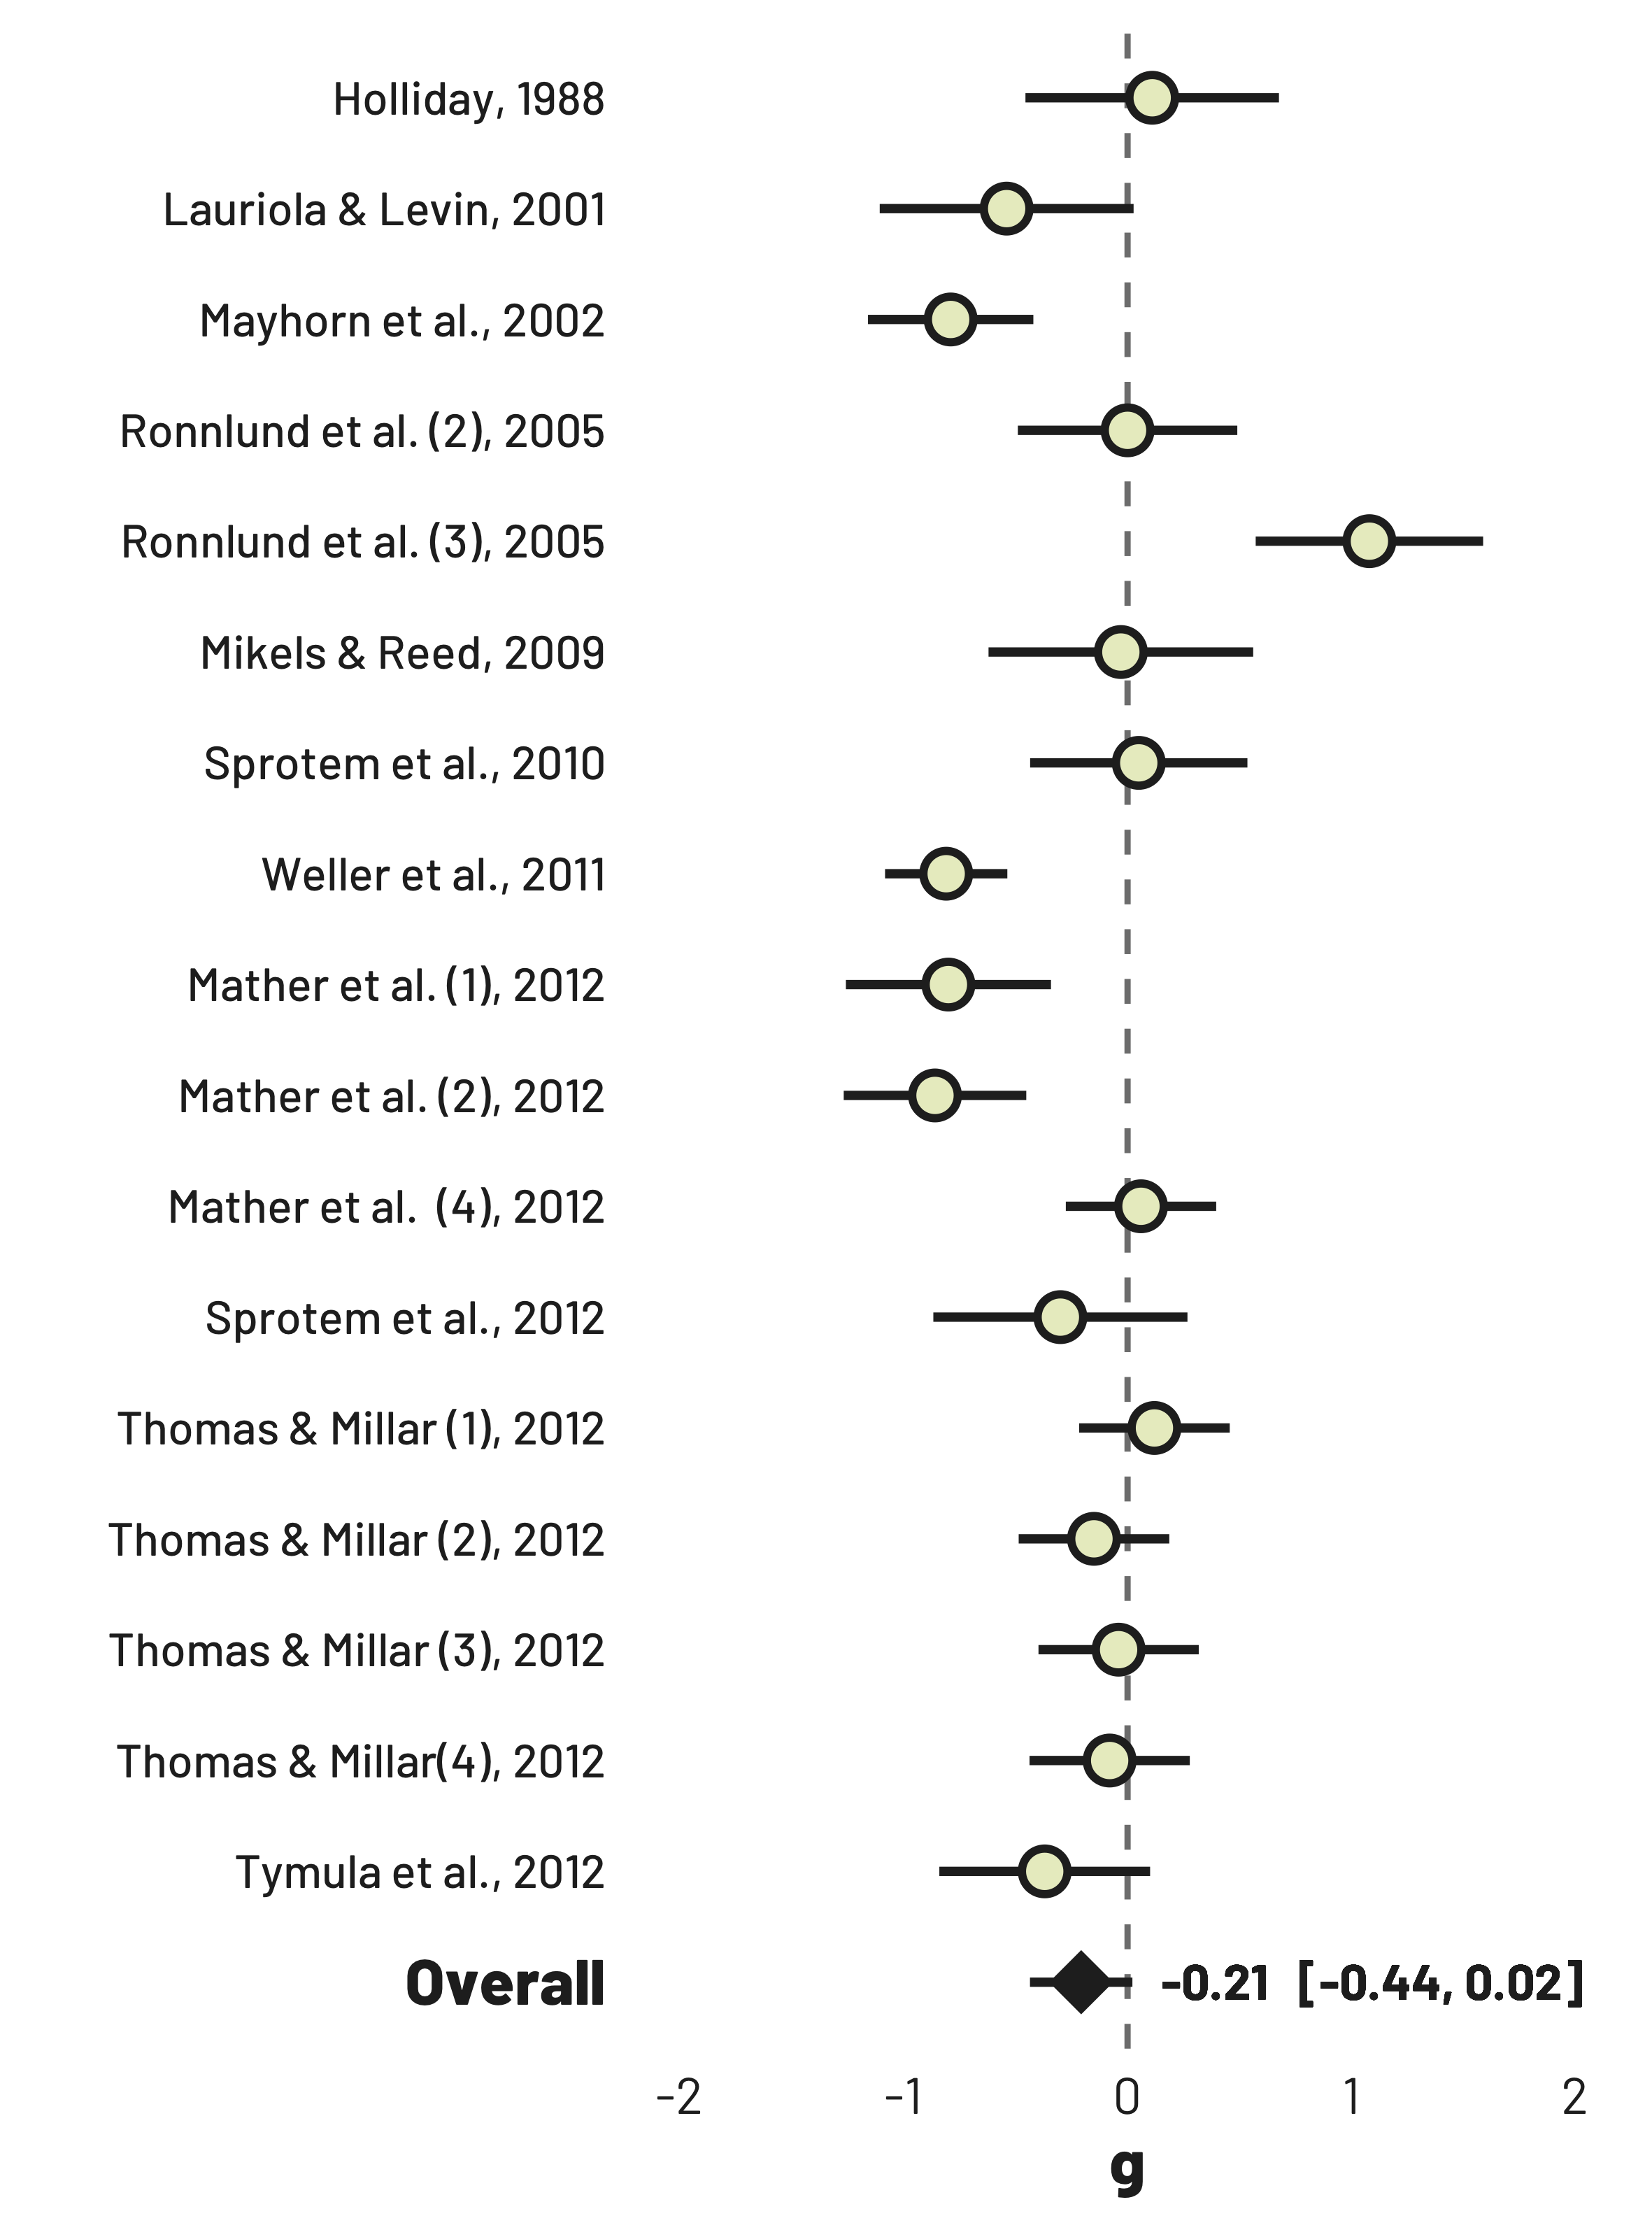 Holliday, 1988
Lauriola & Levin, 2001
Mayhorn et al., 2002
Ronnlund et al. (2), 2005
Ronnlund et al. (3), 2005
Mikels & Reed, 2009
Sprotem et al., 2010
Weller et al., 2011
Mather et al. (1), 2012
Mather et al. (2), 2012
Mather et al.  (4), 2012
Sprotem et al., 2012
Thomas & Millar (1), 2012
Thomas & Millar (2), 2012
Thomas & Millar (3), 2012
Thomas & Millar(4), 2012
Tymula et al., 2012
Overall -0.21 [-0.44, 0.02]
-2 -1 0 1 2
g